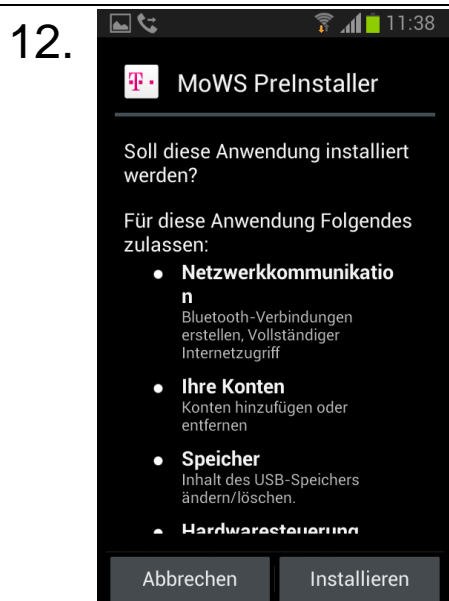 12.
11:38
T
MoWS PreInstaller
Soll diese Anwendung installiert
werden?
Für diese Anwendung Folgendes
zulassen:
Netzwerkkommunikatio
n
Bluetooth-Verbindungen
erstellen, Vollständiger
Internetzugriff
Ihre Konten
Konten hinzufügen oder
entfernen
Speicher
Inhalt des USB-Speichers
ändern/löschen.
Hardwaresteuerung
Abbrechen
Installieren